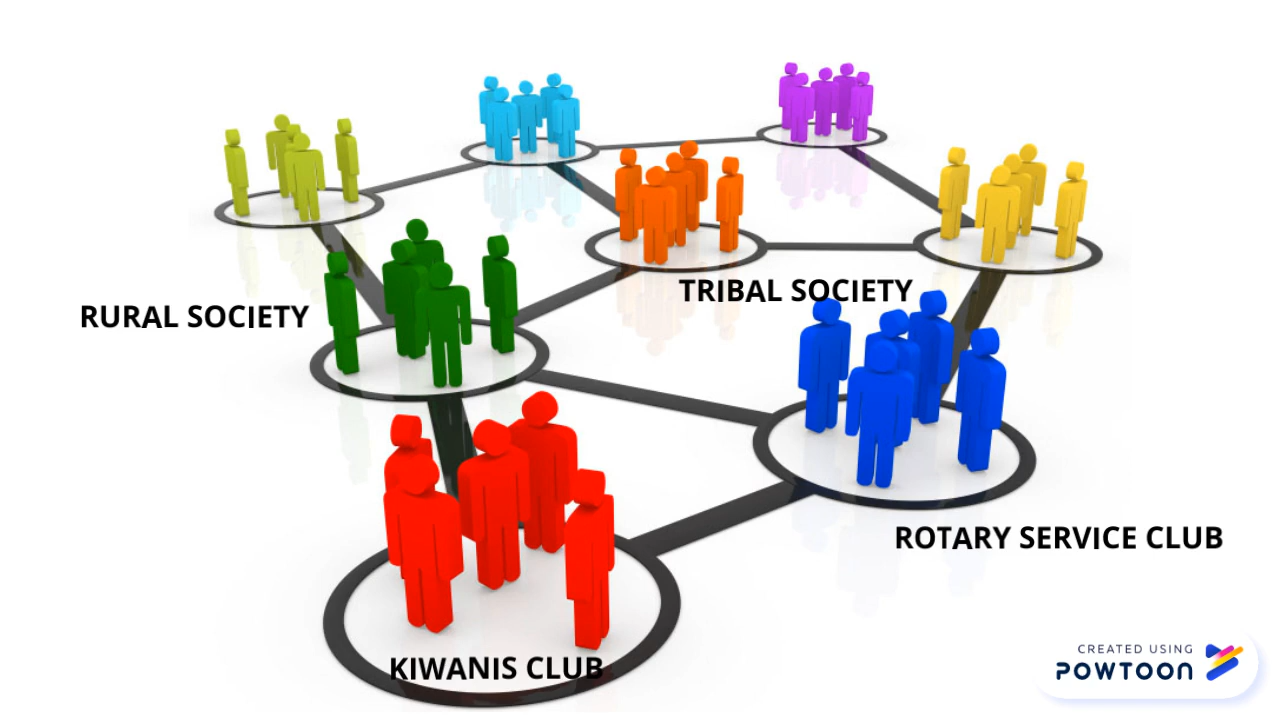 TRIBAL SOCIETY
RURAL SOCIETY
ROTARY SERVICE CLUB
KIWANIS CLUB
CREATED USING
POWTOON